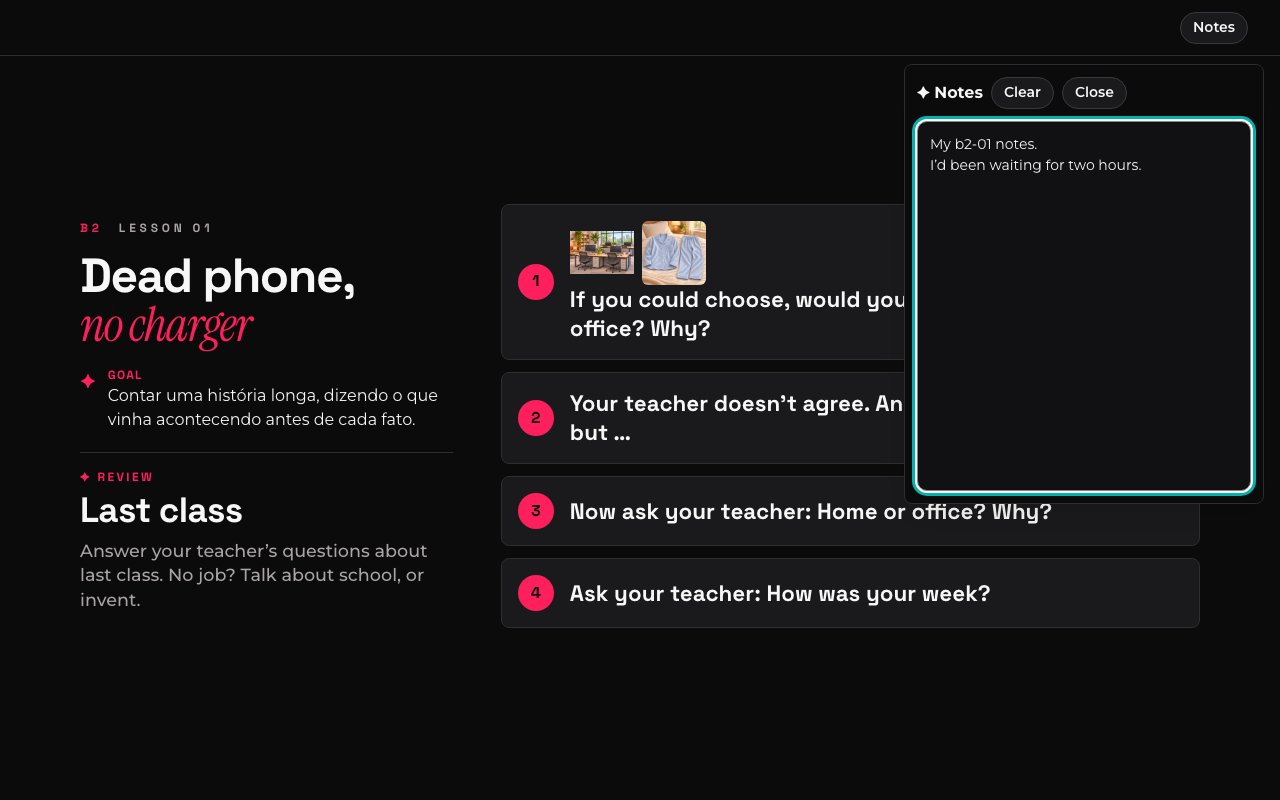 Notes
✦ Notes Clear Close
My b2-01 notes.
I’d been waiting for two hours.
B2 LESSON 01
Dead phone,
no charger
GOAL
Contar uma história longa, dizendo o que
vinha acontecendo antes de cada fato.
REVIEW
Last class
Answer your teacher’s questions about
last class. No job? Talk about school, or
invent.
1
If you could choose, would you
office? Why?
2
Your teacher doesn’t agree.
but ...
3
Now ask your teacher: Home or office? Why?
4
Ask your teacher: How was your week?